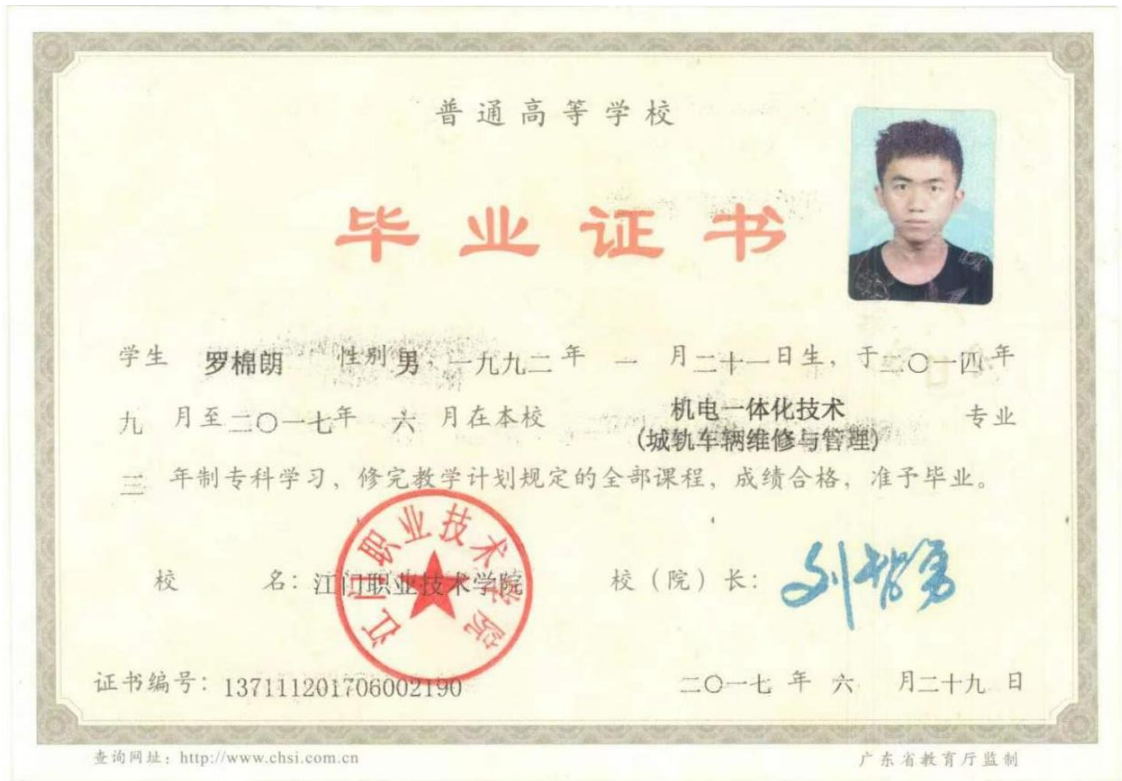 普通高等学校
毕业证书
学生 罗棉朗 性别 男，一九九二年 一 月二十一日生，于二〇一四年
九 月至二〇一七年 六 月在本校 机电一体化技术 专业
(城轨车辆维修与管理)
三 年制专科学习，修完教学计划规定的全部课程，成绩合格，准予毕业。
校 名：江门职业技术学院 校（院）长：
江门职业技术学院
证书编号：137111201706002190 二〇一七 年 六 月二十九 日
查询网址：http://www.chsi.com.cn 广东省教育厅监制